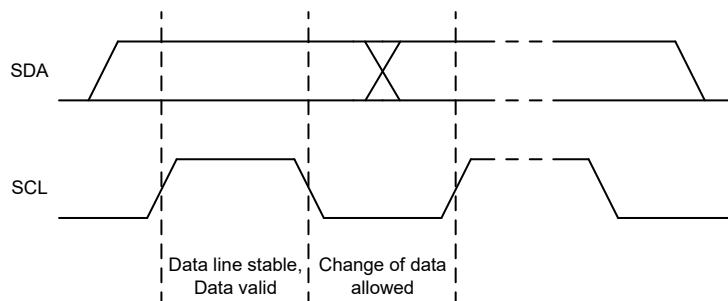 SDA
SCL
Data line stable,
Data valid
Change of data
allowed